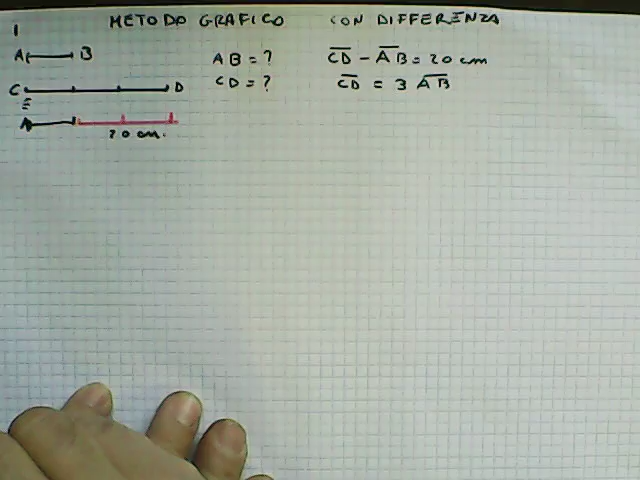 1 METODO GRAFICO CON DIFFERENZA
A B AB = ? CD - AB = 20 cm
C D CD = ? CD = 3 AB
E
A
20 cm.